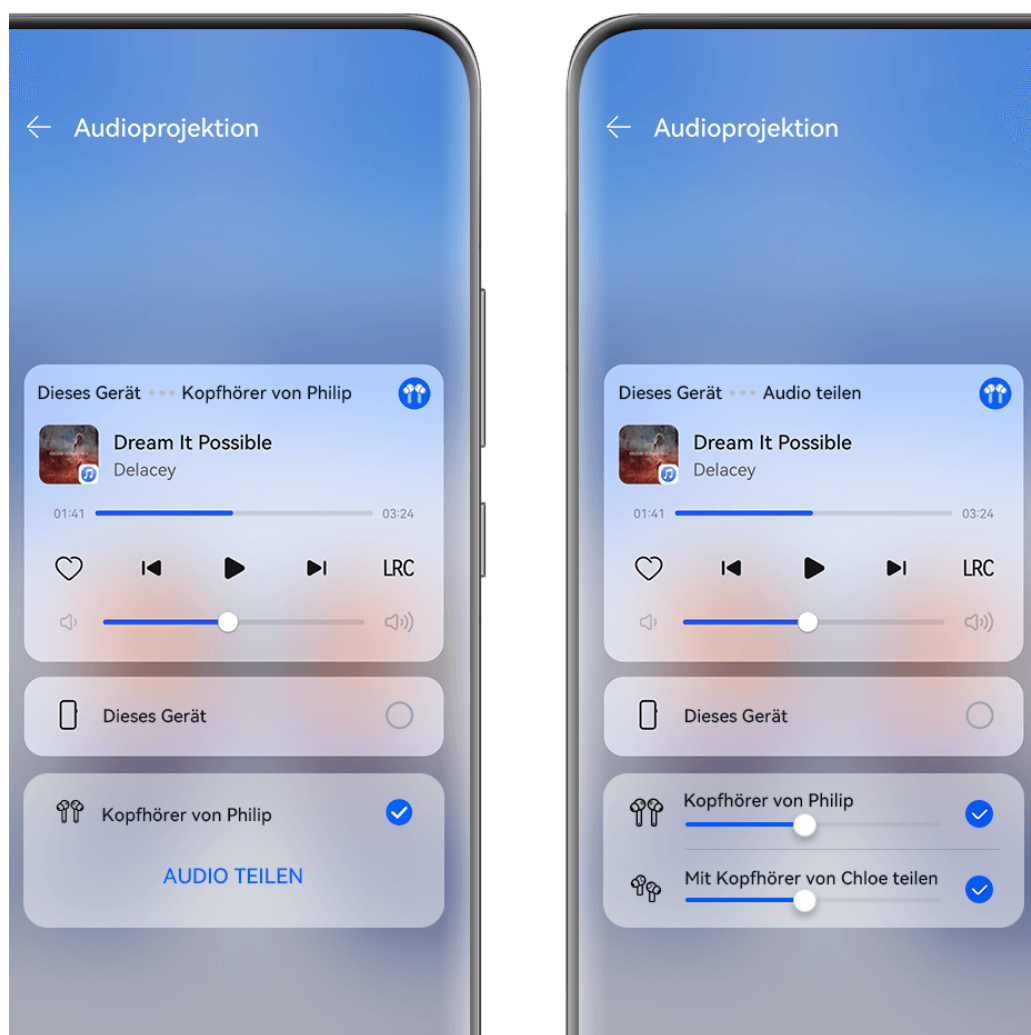 Audioprojektion
Dieses Gerät ••• Kopfhörer von Philip
Dream It Possible
Delacey
01:41 03:24
LRC
Dieses Gerät
Kopfhörer von Philip
AUDIO TEILEN
Audioprojektion
Dieses Gerät ••• Audio teilen
Dream It Possible
Delacey
01:41 03:24
LRC
Dieses Gerät
Kopfhörer von Philip
Mit Kopfhörer von Chloe teilen